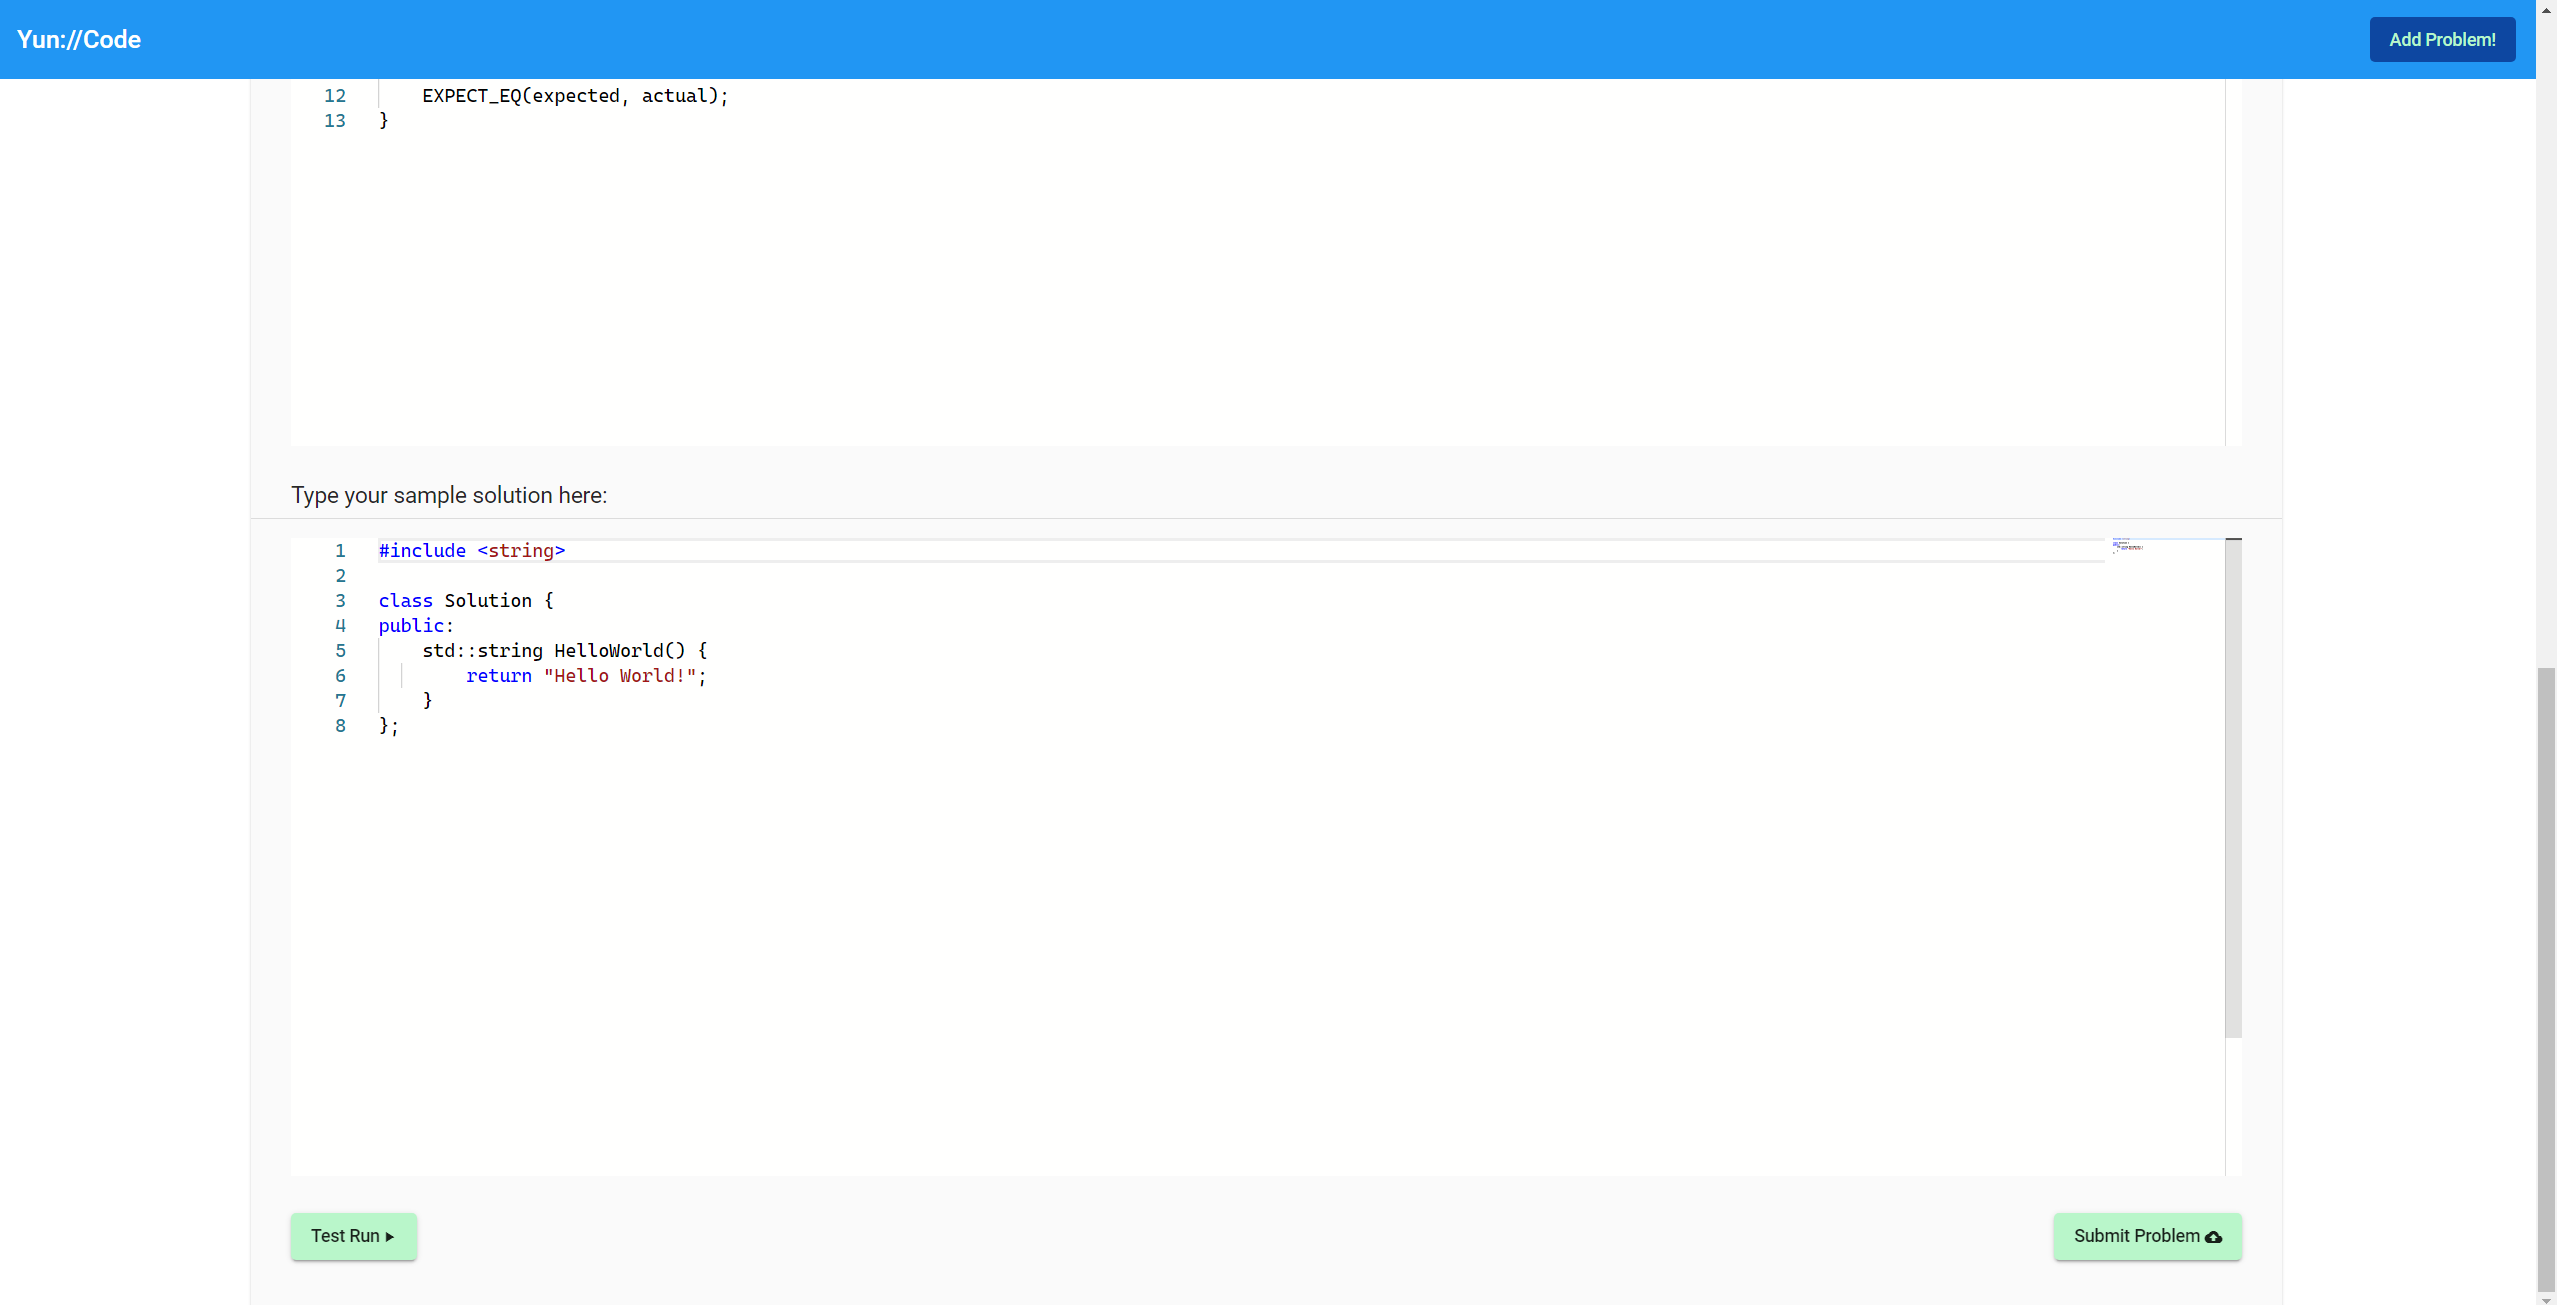 Yun://Code
Add Problem!
12 EXPECT_EQ(expected, actual);
13 }
Type your sample solution here:
1 #include <string>
2
3 class Solution {
4 public:
5     std::string HelloWorld() {
6         return "Hello World!";
7     }
8 };
Test Run
Submit Problem